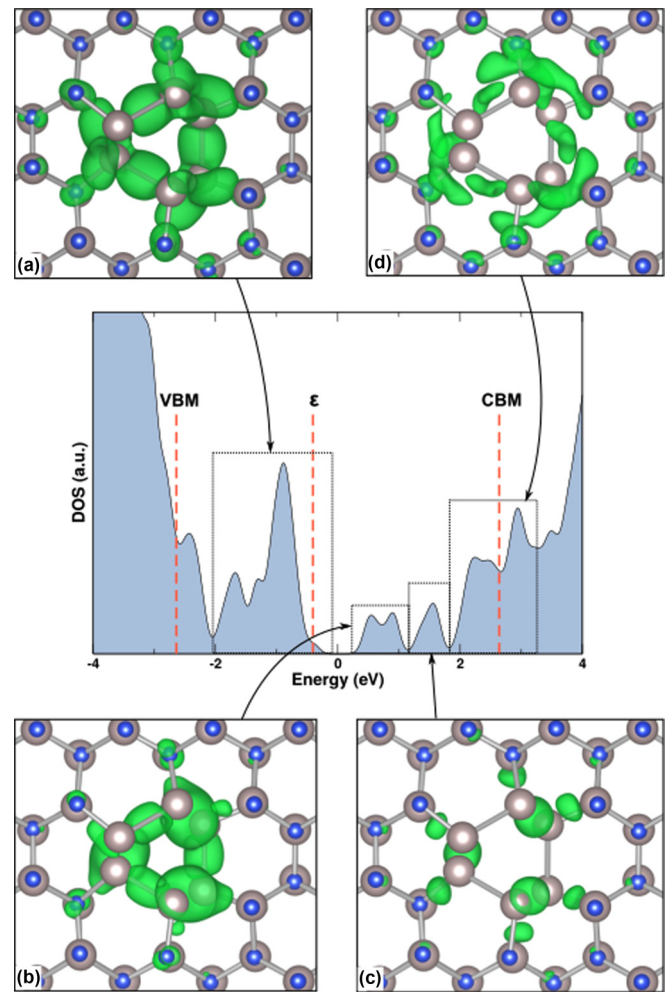 (a)
(d)
VBM
ε
CBM
DOS (a.u.)
-4
-2
0
2
4
Energy (eV)
(b)
(c)